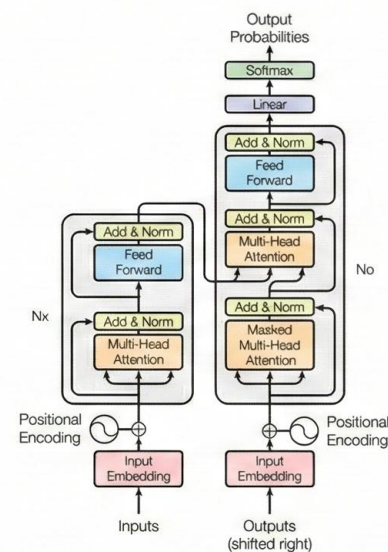 Output
Probabilities
Softmax
Linear
Add & Norm
Feed
Forward
Add & Norm
Multi-Head
Attention
Add & Norm
Masked
Multi-Head
Attention
No
Add & Norm
Feed
Forward
Add & Norm
Multi-Head
Attention
Nx
Positional
Encoding
Positional
Encoding
Input
Embedding
Input
Embedding
Inputs
Outputs
(shifted right)